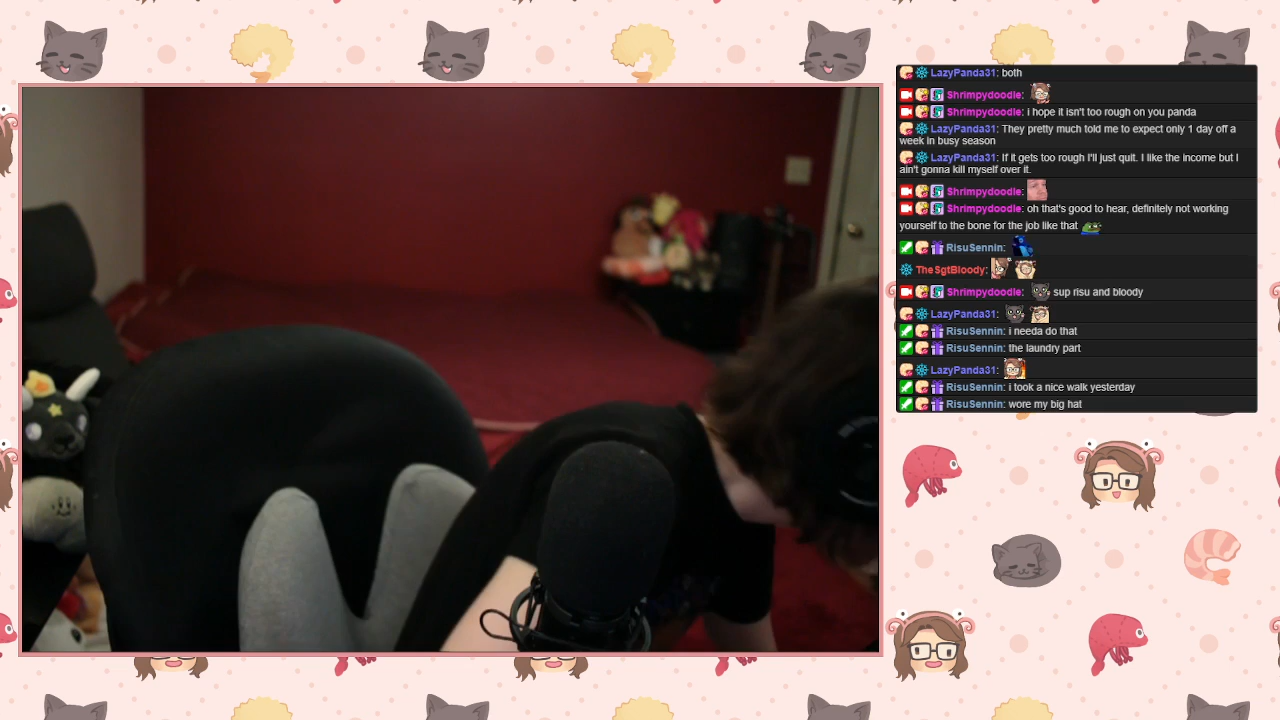 LazyPanda31: both
Shrimpydoodle:
Shrimpydoodle: i hope it isn't too rough on you panda
LazyPanda31: They pretty much told me to expect only 1 day off a
week in busy season
LazyPanda31: If it gets too rough I'll just quit. I like the income but I
ain't gonna kill myself over it.
Shrimpydoodle:
Shrimpydoodle: oh that's good to hear, definitely not working
yourself to the bone for the job like that
RisuSennin:
TheSgtBloody:
Shrimpydoodle: sup risu and bloody
LazyPanda31:
RisuSennin: i needa do that
RisuSennin: the laundry part
LazyPanda31:
RisuSennin: i took a nice walk yesterday
RisuSennin: wore my big hat